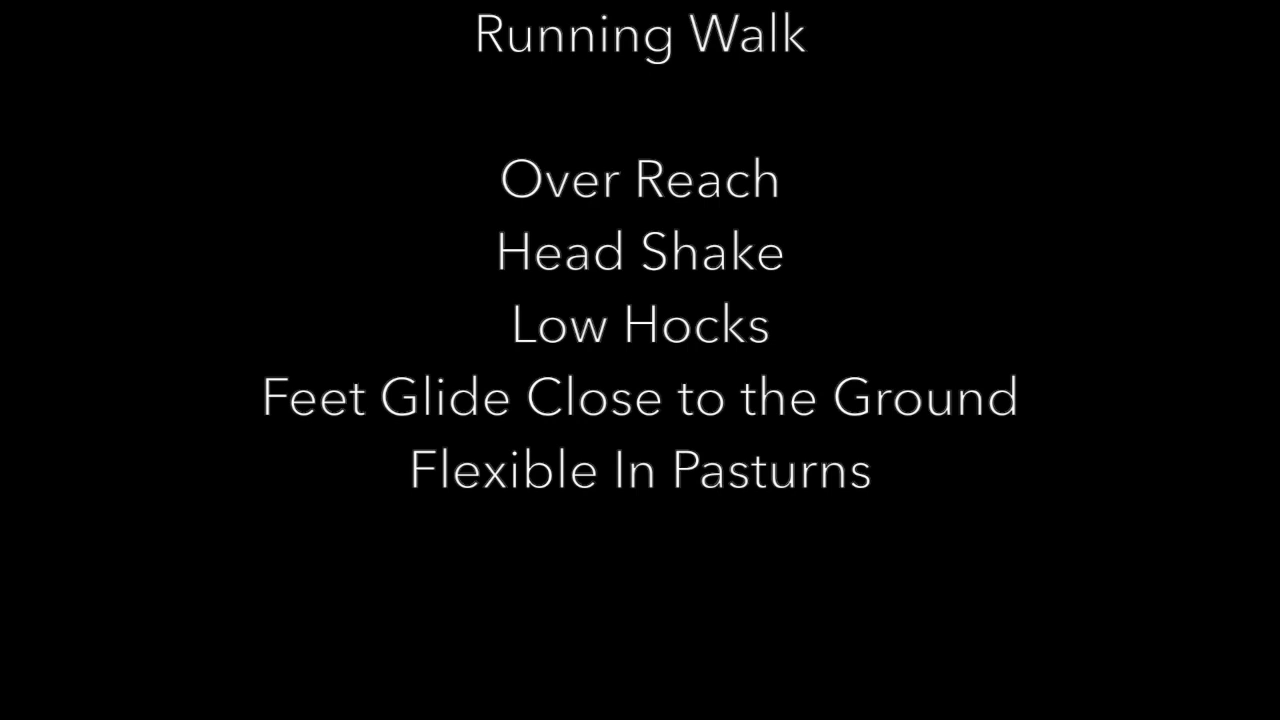 Running Walk
Over Reach
Head Shake
Low Hocks
Feet Glide Close to the Ground
Flexible In Pasturns